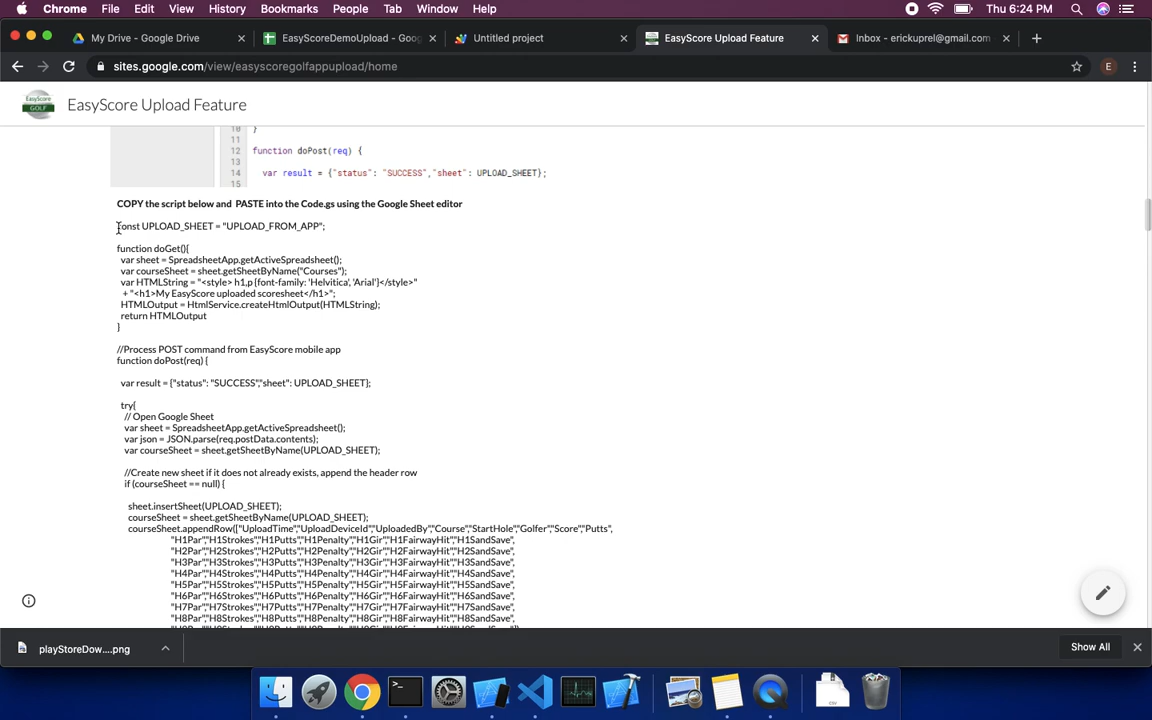 Chrome File Edit View History Bookmarks People Tab Window Help Thu 6:24 PM
My Drive - Google Drive EasyScoreDemoUpload - Goog Untitled project EasyScore Upload Feature Inbox - erickuprel@gmail.com
sites.google.com/view/easyscoregolfappupload/home E
EasyScore GOLF EasyScore Upload Feature
10 }
11
12 function doPost(req) {
13
14 var result = {"status": "SUCCESS","sheet": UPLOAD_SHEET};
15
COPY the script below and PASTE into the Code.gs using the Google Sheet editor
const UPLOAD_SHEET = "UPLOAD_FROM_APP";
function doGet(){
var sheet = SpreadsheetApp.getActiveSpreadsheet();
var courseSheet = sheet.getSheetByName("Courses");
var HTMLString = "<style> h1,p {font-family: 'Helvitica', 'Arial'}</style>"
+ "<h1>My EasyScore uploaded scoresheet</h1>";
HTMLOutput = HtmlService.createHtmlOutput(HTMLString);
return HTMLOutput
}
//Process POST command from EasyScore mobile app
function doPost(req) {
var result = {"status": "SUCCESS","sheet": UPLOAD_SHEET};
try{
// Open Google Sheet
var sheet = SpreadsheetApp.getActiveSpreadsheet();
var json = JSON.parse(req.postData.contents);
var courseSheet = sheet.getSheetByName(UPLOAD_SHEET);
//Create new sheet if it does not already exists, append the header row
if (courseSheet == null) {
sheet.insertSheet(UPLOAD_SHEET);
courseSheet = sheet.getSheetByName(UPLOAD_SHEET);
courseSheet.appendRow(["UploadTime","UploadDeviceId","UploadedBy","Course","StartHole","Golfer","Score","Putts",
"H1Par","H1Strokes","H1Putts","H1Penalty","H1Gir","H1FairwayHit","H1SandSave",
"H2Par","H2Strokes","H2Putts","H2Penalty","H2Gir","H2FairwayHit","H2SandSave",
"H3Par","H3Strokes","H3Putts","H3Penalty","H3Gir","H3FairwayHit","H3SandSave",
"H4Par","H4Strokes","H4Putts","H4Penalty","H4Gir","H4FairwayHit","H4SandSave",
"H5Par","H5Strokes","H5Putts","H5Penalty","H5Gir","H5FairwayHit","H5SandSave",
"H6Par","H6Strokes","H6Putts","H6Penalty","H6Gir","H6FairwayHit","H6SandSave",
"H7Par","H7Strokes","H7Putts","H7Penalty","H7Gir","H7FairwayHit","H7SandSave",
"H8Par","H8Strokes","H8Putts","H8Penalty","H8Gir","H8FairwayHit","H8SandSave",
playStoreDow....png Show All